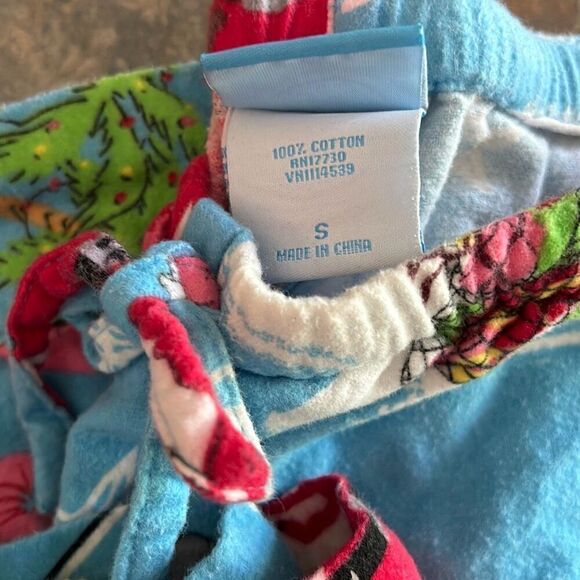 100% COTTON
RN17730
VN1114539
S
MADE IN CHINA